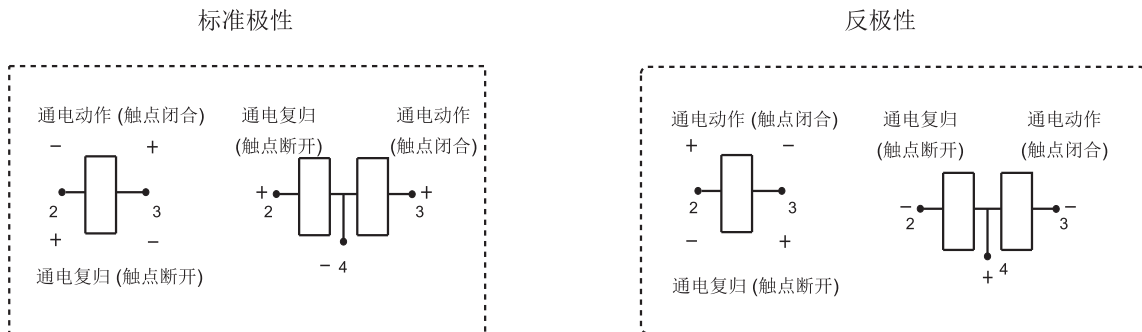 标准极性
反极性
通电动作 (触点闭合)
− +
2 3
+ −
通电复归 (触点断开)
通电复归
(触点断开)
通电动作
(触点闭合)
+ +
2 3
− 4
通电动作 (触点闭合)
+ −
2 3
− +
通电复归 (触点断开)
通电复归
(触点断开)
通电动作
(触点闭合)
− −
2 3
+ 4